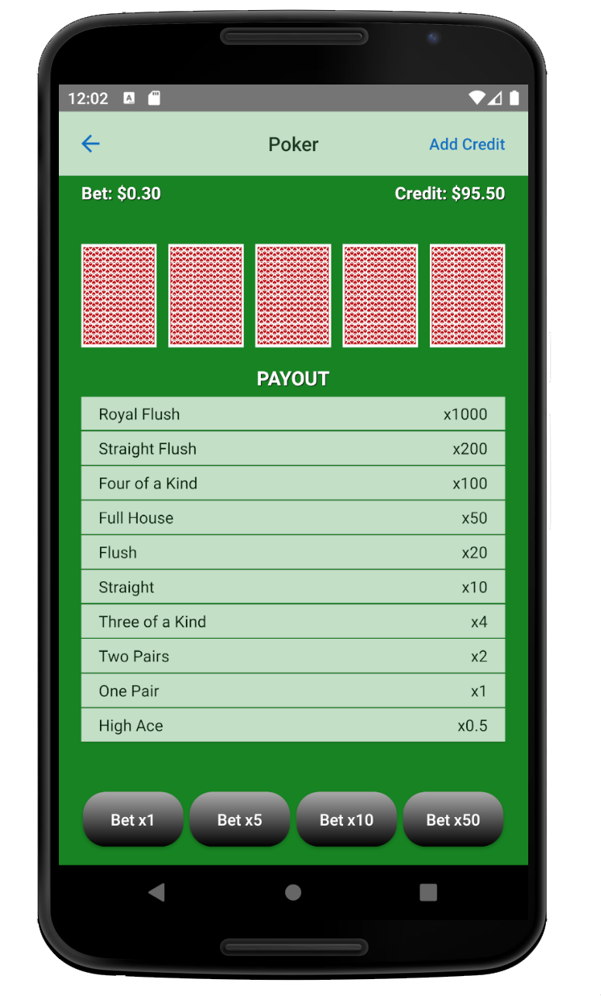 12:02
Poker Add Credit
Bet: $0.30 Credit: $95.50
PAYOUT
Royal Flush x1000
Straight Flush x200
Four of a Kind x100
Full House x50
Flush x20
Straight x10
Three of a Kind x4
Two Pairs x2
One Pair x1
High Ace x0.5
Bet x1 Bet x5 Bet x10 Bet x50